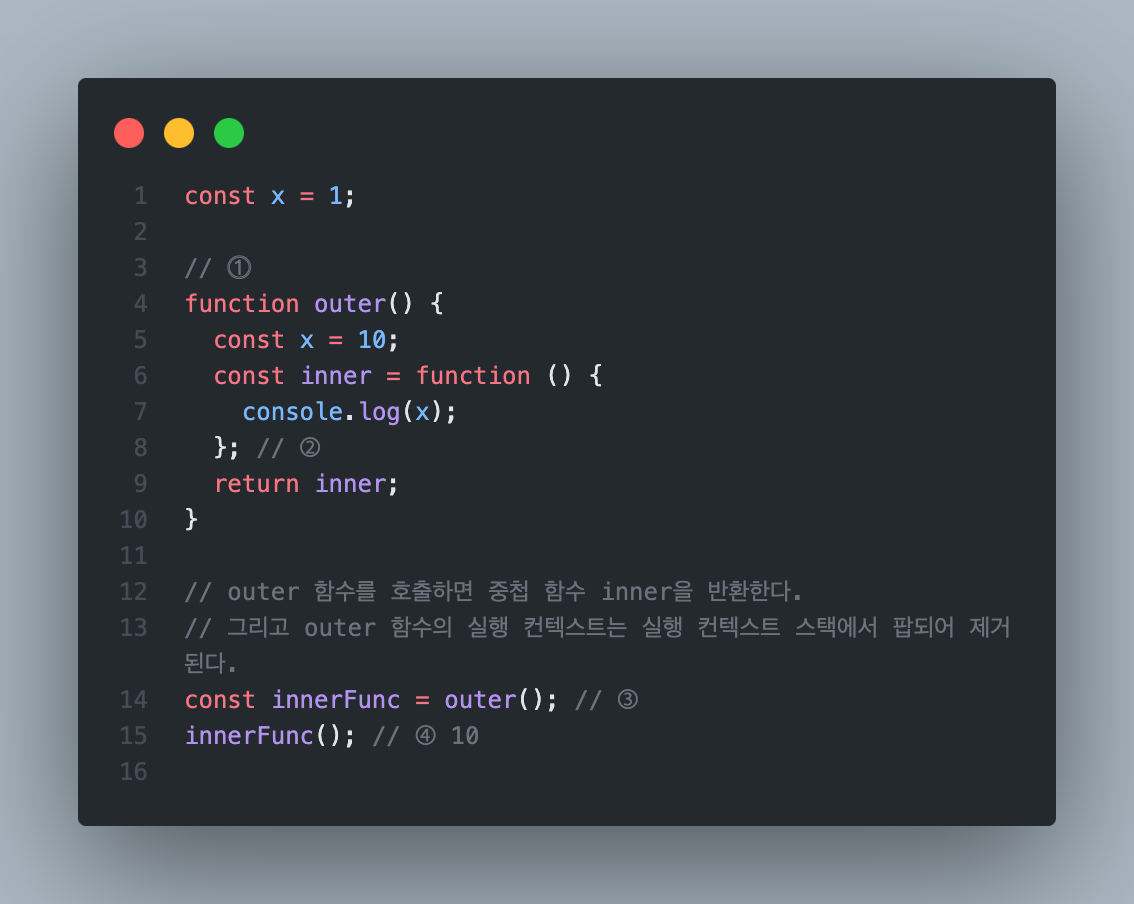 1 const x = 1;
2
3 // ①
4 function outer() {
5   const x = 10;
6   const inner = function () {
7     console.log(x);
8   }; // ②
9   return inner;
10 }
11
12 // outer 함수를 호출하면 중첩 함수 inner을 반환한다.
13 // 그리고 outer 함수의 실행 컨텍스트는 실행 컨텍스트 스택에서 팝되어 제거
된다.
14 const innerFunc = outer(); // ③
15 innerFunc(); // ④ 10
16